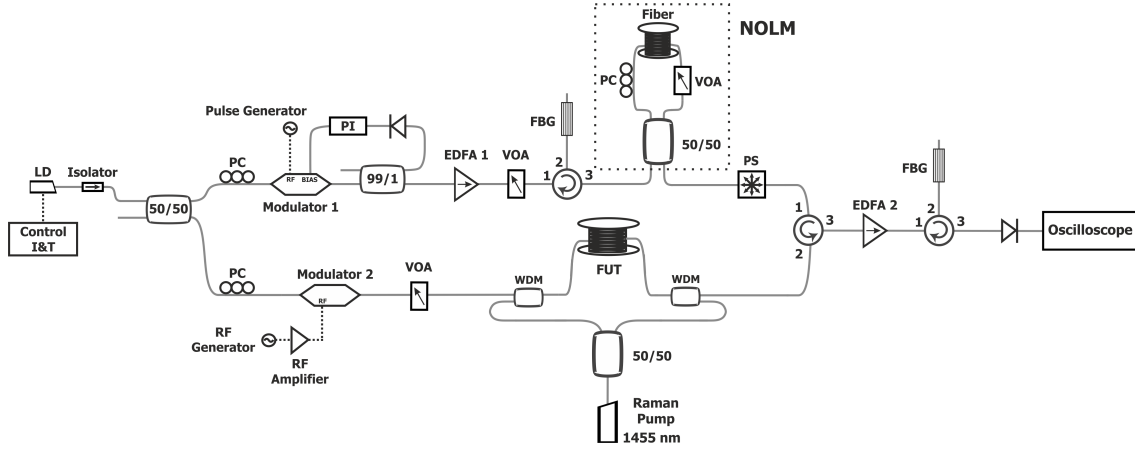 Fiber
NOLM
PC
VOA
50/50
Pulse Generator
PI
FBG
LD
Isolator
PC
RF BIAS
Modulator 1
99/1
EDFA 1
VOA
1
2
3
PS
FBG
50/50
Control
I&T
1
2
3
EDFA 2
1
2
3
Oscilloscope
PC
Modulator 2
RF
VOA
WDM
FUT
WDM
RF
Generator
RF
Amplifier
50/50
Raman
Pump
1455 nm